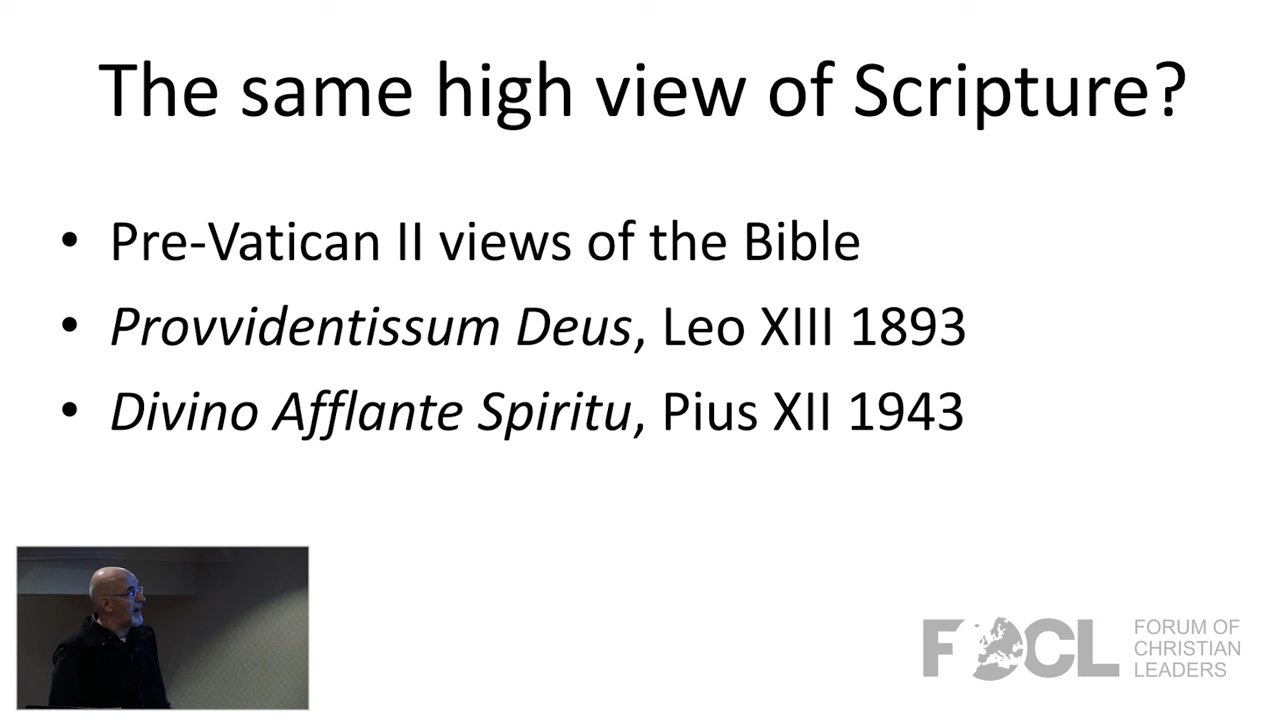 The same high view of Scripture?
• Pre-Vatican II views of the Bible
• Provvidentissum Deus, Leo XIII 1893
• Divino Afflante Spiritu, Pius XII 1943
FOCL
FORUM OF
CHRISTIAN
LEADERS